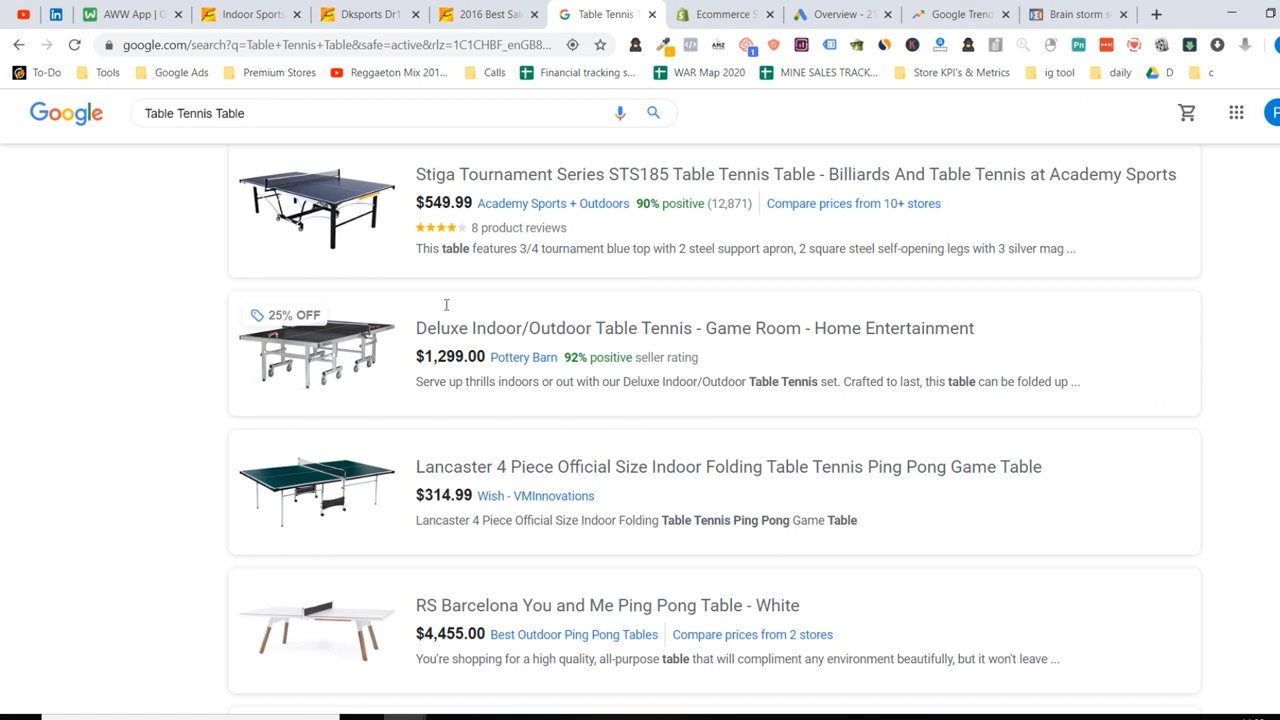 AWW App | O
Indoor Sports
Dksports Dr1
2016 Best Sa
Table Tennis T
Ecommerce S
Overview - 21
Google Trend
Brain storm s
google.com/search?q=Table+Tennis+Table&safe=active&rlz=1C1CHBF_enGB8...
To-Do
Tools
Google Ads
Premium Stores
Reggaeton Mix 201...
Calls
Financial tracking s...
WAR Map 2020
MINE SALES TRACK...
Store KPI's & Metrics
ig tool
daily
D
c
Google
Table Tennis Table
Stiga Tournament Series STS185 Table Tennis Table - Billiards And Table Tennis at Academy Sports
$549.99 Academy Sports + Outdoors 90% positive (12,871) Compare prices from 10+ stores
8 product reviews
This table features 3/4 tournament blue top with 2 steel support apron, 2 square steel self-opening legs with 3 silver mag ...
25% OFF
Deluxe Indoor/Outdoor Table Tennis - Game Room - Home Entertainment
$1,299.00 Pottery Barn 92% positive seller rating
Serve up thrills indoors or out with our Deluxe Indoor/Outdoor Table Tennis set. Crafted to last, this table can be folded up ...
Lancaster 4 Piece Official Size Indoor Folding Table Tennis Ping Pong Game Table
$314.99 Wish - VMInnovations
Lancaster 4 Piece Official Size Indoor Folding Table Tennis Ping Pong Game Table
RS Barcelona You and Me Ping Pong Table - White
$4,455.00 Best Outdoor Ping Pong Tables Compare prices from 2 stores
You're shopping for a high quality, all-purpose table that will compliment any environment beautifully, but it won't leave ...